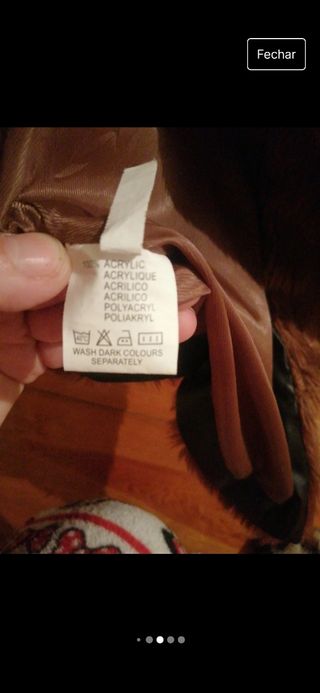 Fechar
100% ACRYLIC
ACRYLIQUE
ACRILICO
ACRILICO
POLYACRYL
POLIAKRYL
WASH DARK COLOURS
SEPARATELY